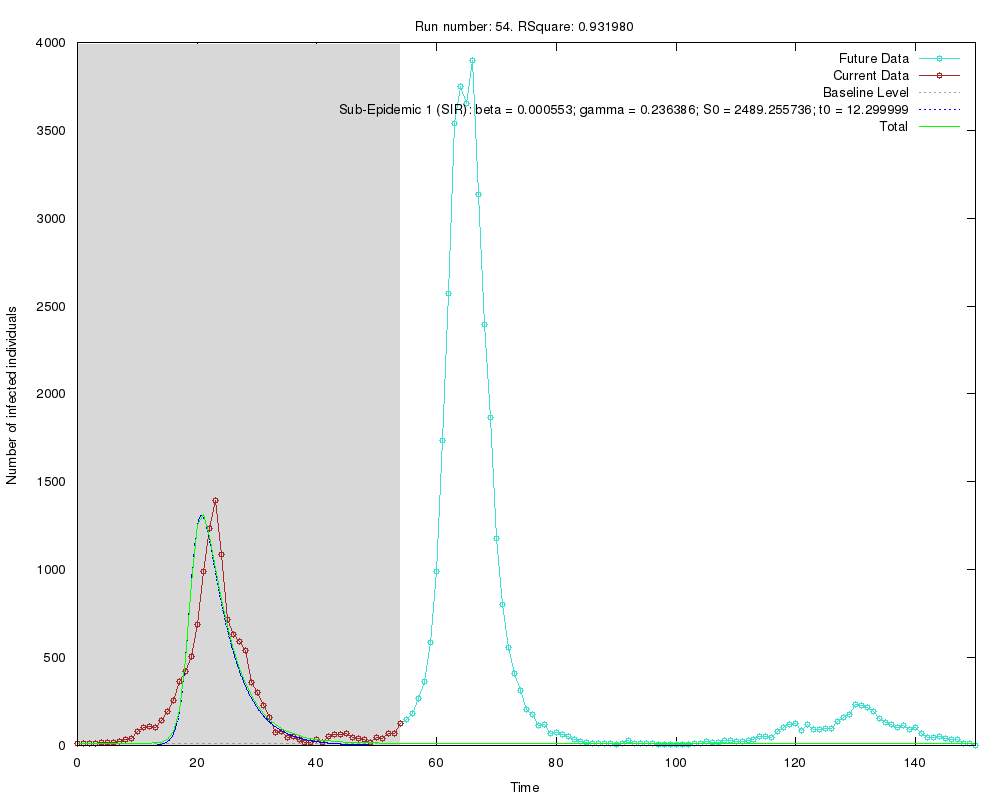 Run number: 54. RSquare: 0.931980
4000
3500
3000
2500
2000
1500
1000
500
0
Number of infected individuals
Future Data
Current Data
Baseline Level
Sub-Epidemic 1 (SIR): beta = 0.000553; gamma = 0.236386; S0 = 2489.255736; t0 = 12.299999
Total
0 20 40 60 80 100 120 140
Time